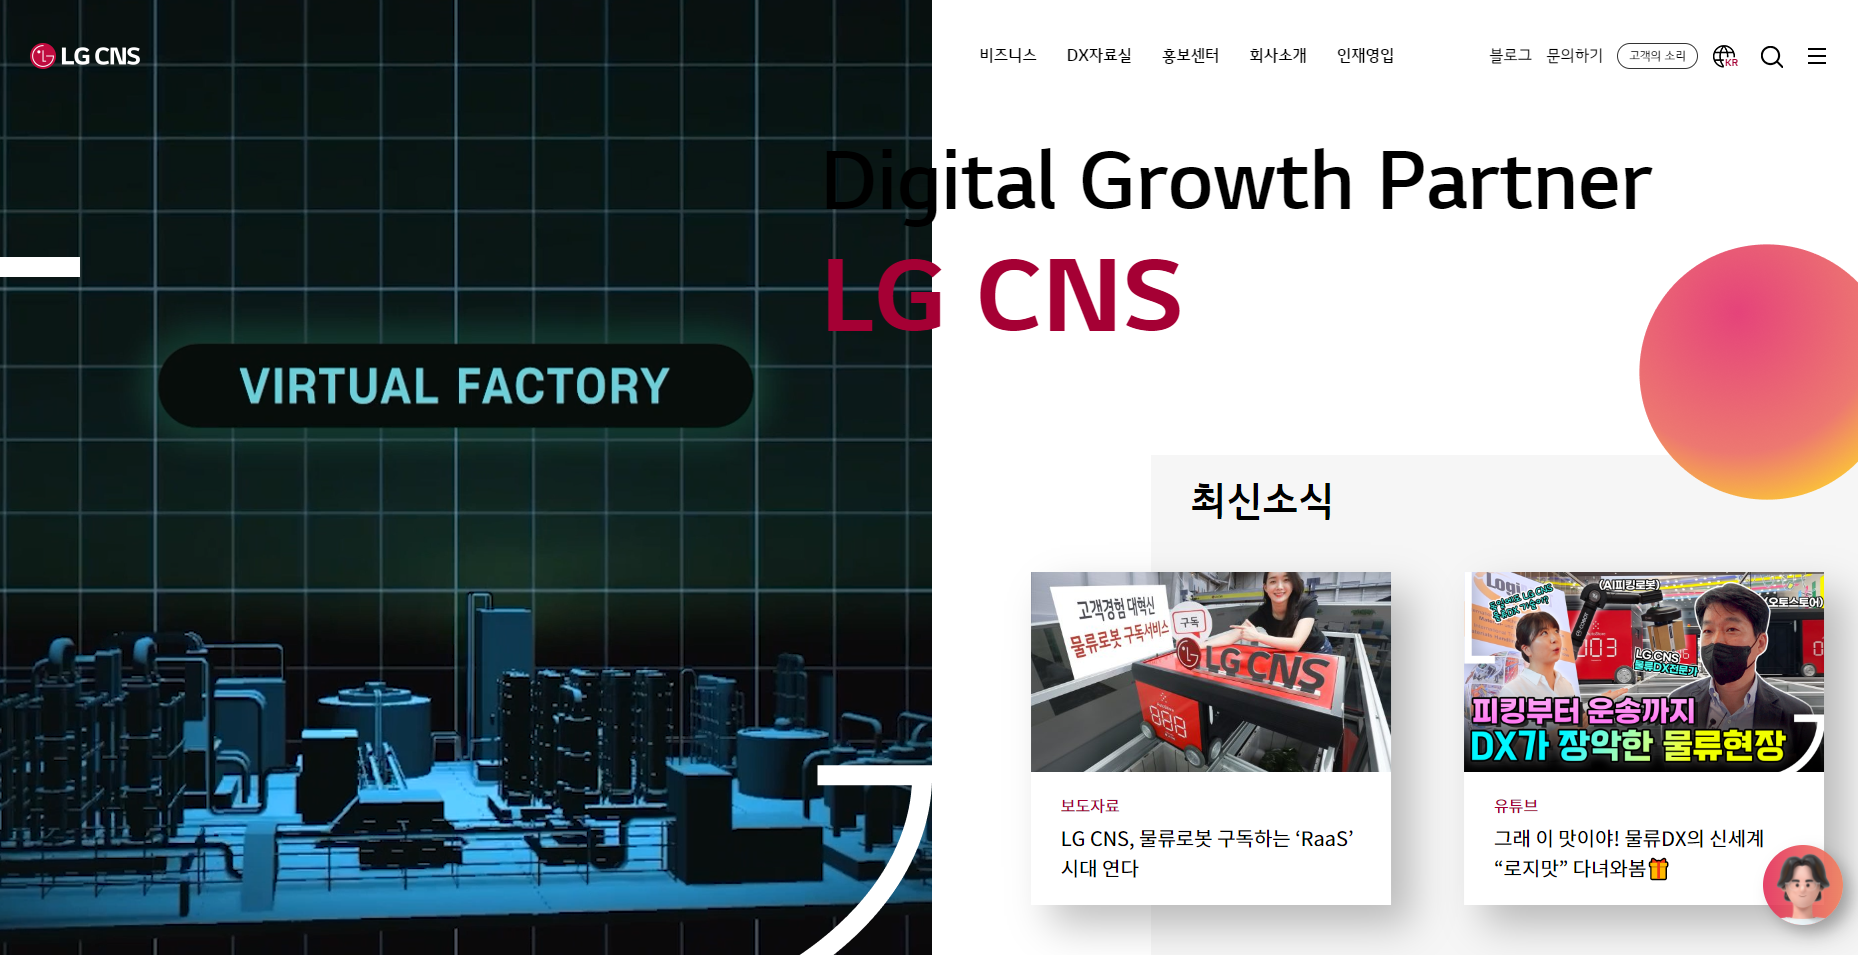 LG CNS
비즈니스 DX자료실 홍보센터 회사소개 인재영입 블로그 문의하기 고객의 소리 KR
Digital Growth Partner
LG CNS
VIRTUAL FACTORY
최신소식
고객경험 대혁신
물류로봇 구독서비스
구독
LG CNS
888
Logi
(AI피킹로봇)
(오토스토어)
003
LG CNS
물류DX전문가
피킹부터 운송까지
DX가 장악한 물류현장
보도자료
LG CNS, 물류로봇 구독하는 ‘RaaS’
시대 연다
유튜브
그래 이 맛이야! 물류DX의 신세계
“로지맛” 다녀와봄🎁